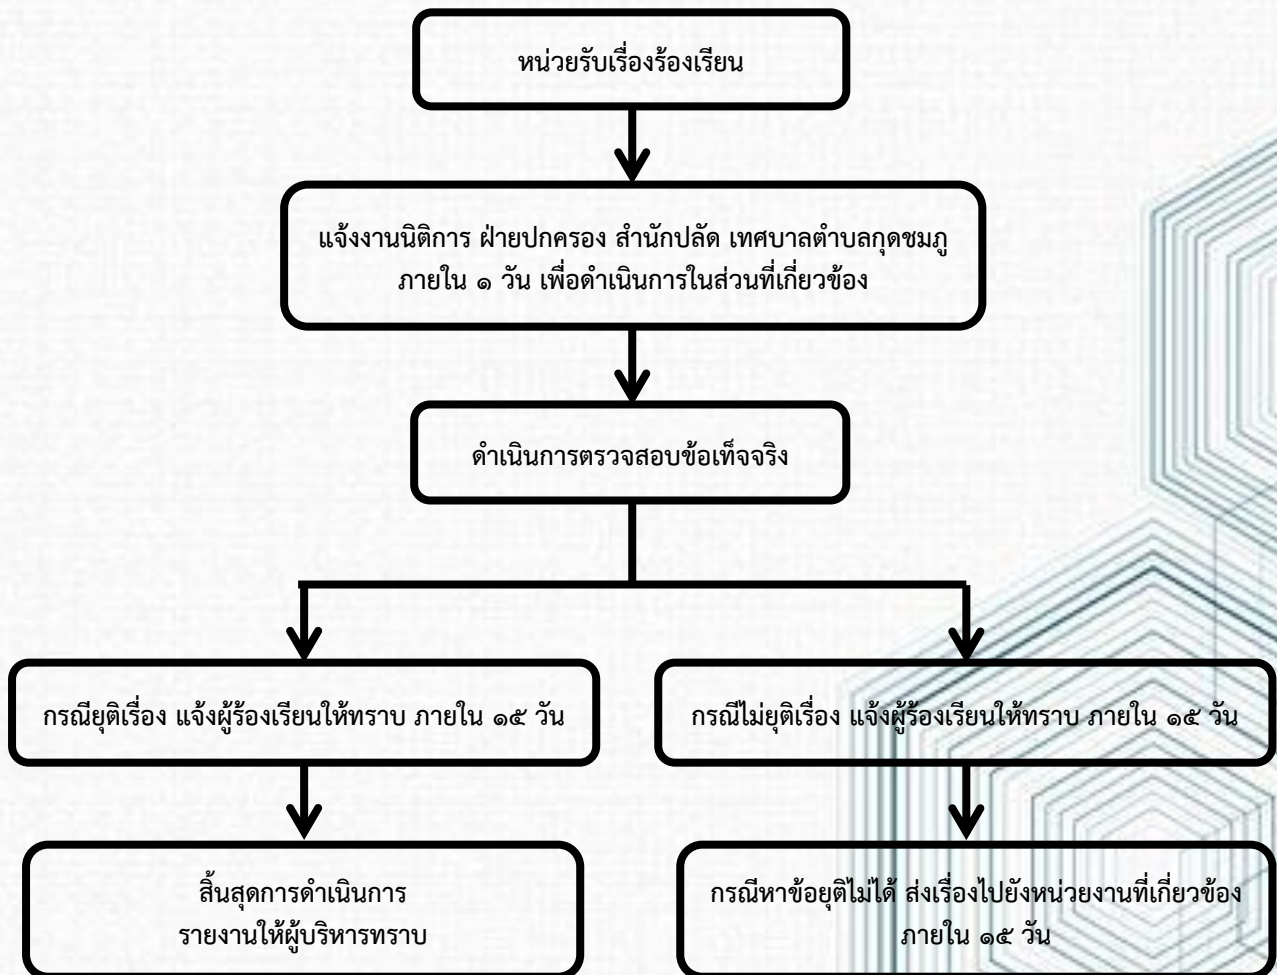 หน่วยรับเรื่องร้องเรียน
แจ้งงานนิติการ ฝ่ายปกครอง สำนักปลัด เทศบาลตำบลกุดชมภู
ภายใน ๑ วัน เพื่อดำเนินการในส่วนที่เกี่ยวข้อง
ดำเนินการตรวจสอบข้อเท็จจริง
กรณียุติเรื่อง แจ้งผู้ร้องเรียนให้ทราบ ภายใน ๑๕ วัน
กรณีไม่ยุติเรื่อง แจ้งผู้ร้องเรียนให้ทราบ ภายใน ๑๕ วัน
สิ้นสุดการดำเนินการ
รายงานให้ผู้บริหารทราบ
กรณีหาข้อยุติไม่ได้ ส่งเรื่องไปยังหน่วยงานที่เกี่ยวข้อง
ภายใน ๑๕ วัน